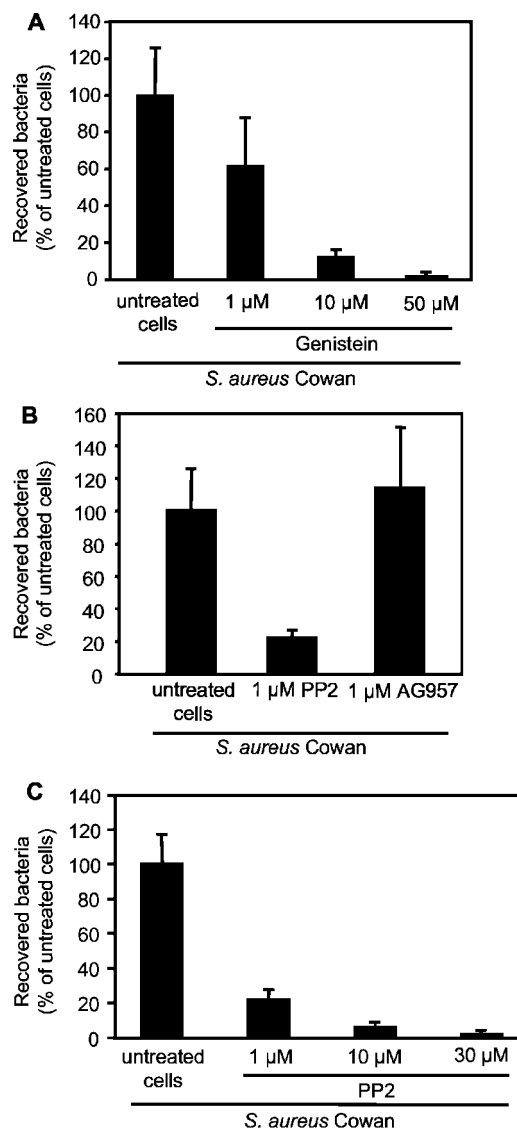 A
Recovered bacteria
(% of untreated cells)
140
120
100
80
60
40
20
0
untreated
cells
1 µM 10 µM 50 µM
Genistein
S. aureus Cowan
B
Recovered bacteria
(% of untreated cells)
160
140
120
100
80
60
40
20
0
untreated
cells
1 µM PP2 1 µM AG957
S. aureus Cowan
C
Recovered bacteria
(% of untreated cells)
140
120
100
80
60
40
20
0
untreated
cells
1 µM 10 µM 30 µM
PP2
S. aureus Cowan